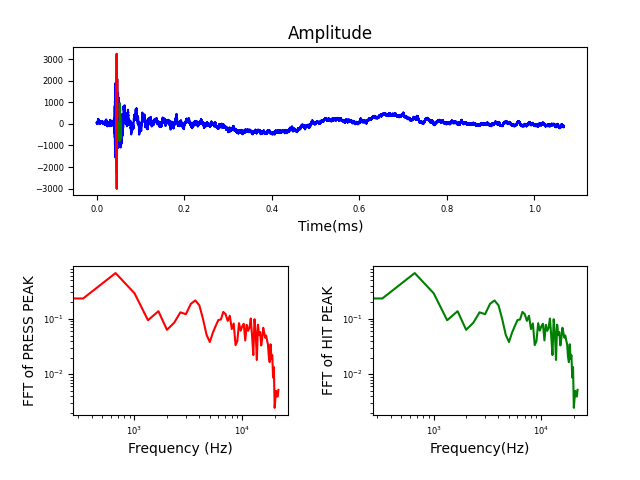 Amplitude
3000
2000
1000
0
−1000
−2000
−3000
0.0 0.2 0.4 0.6 0.8 1.0
Time(ms)
FFT of PRESS PEAK
10⁻¹
10⁻²
10³ 10⁴
Frequency (Hz)
FFT of HIT PEAK
10⁻¹
10⁻²
10³ 10⁴
Frequency(Hz)